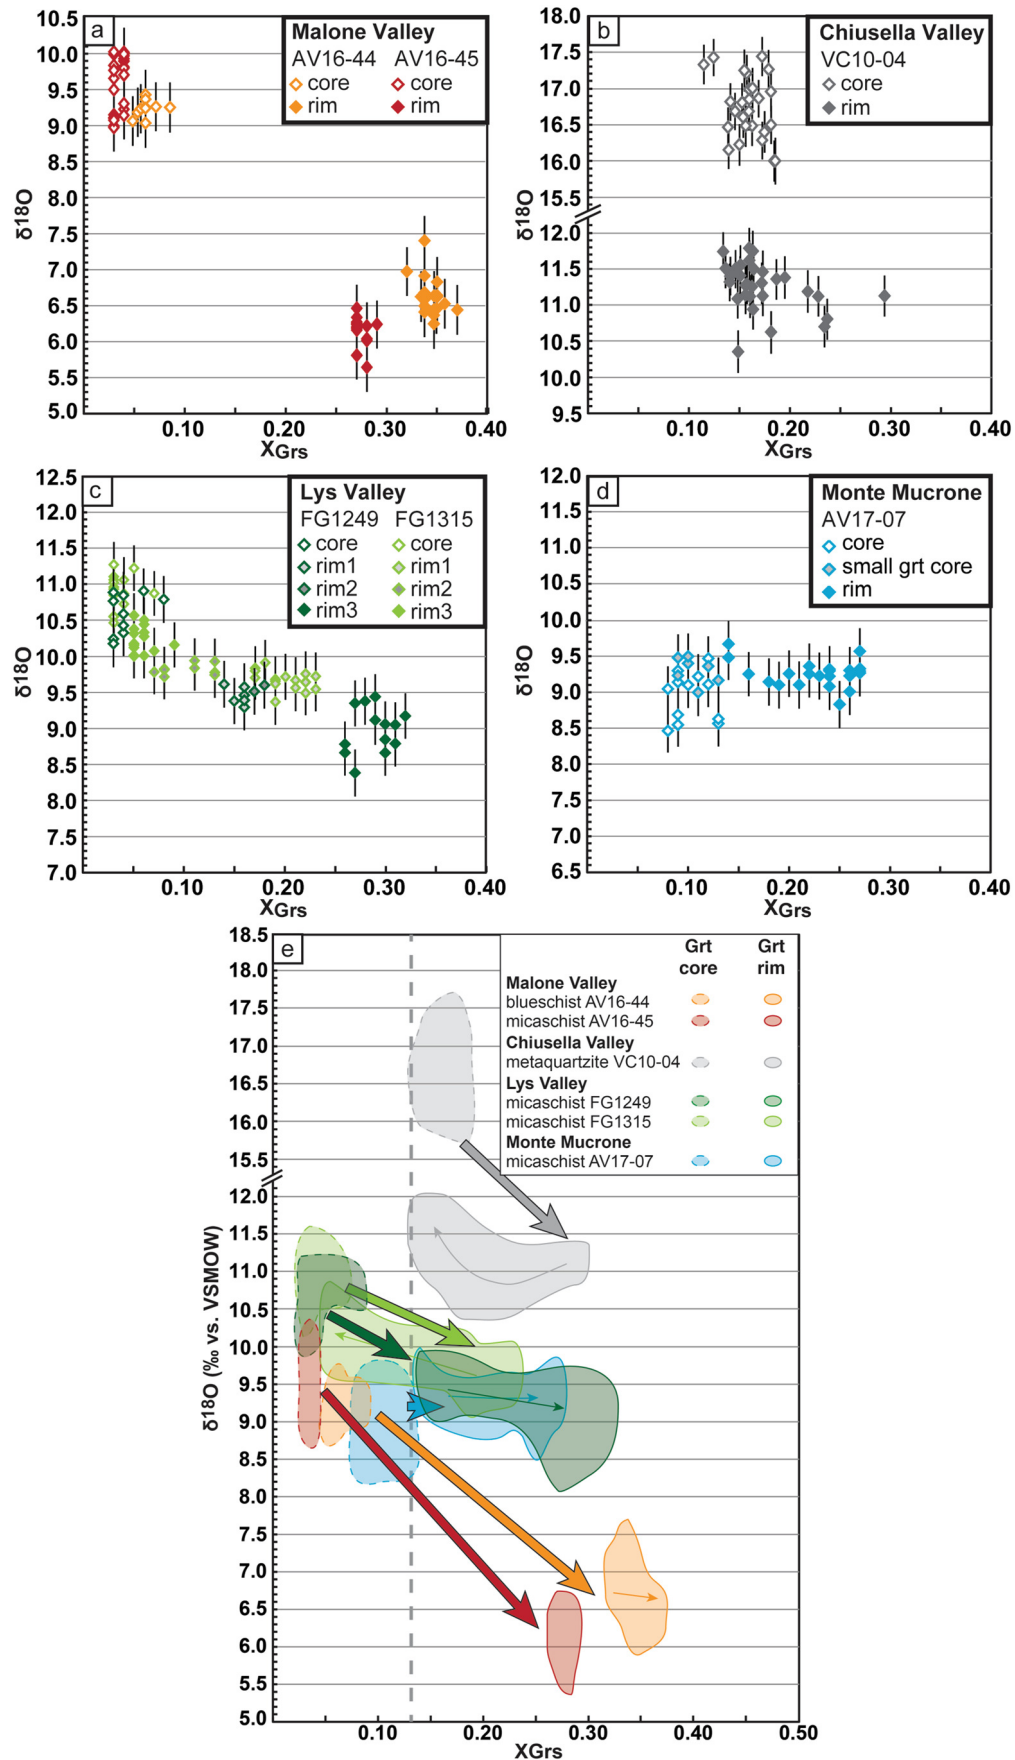 a
Malone Valley
AV16-44 AV16-45
core core
rim rim
10.5
10.0
9.5
9.0
8.5
8.0
7.5
7.0
6.5
6.0
5.5
5.0
δ18O
0.10 0.20 0.30 0.40
XGrs
b
Chiusella Valley
VC10-04
core
rim
18.0
17.5
17.0
16.5
16.0
15.5
12.0
11.5
11.0
10.5
10.0
9.5
δ18O
0.10 0.20 0.30 0.40
XGrs
c
Lys Valley
FG1249 FG1315
core core
rim1 rim1
rim2 rim2
rim3 rim3
12.5
12.0
11.5
11.0
10.5
10.0
9.5
9.0
8.5
8.0
7.5
7.0
δ18O
0.10 0.20 0.30 0.40
XGrs
d
Monte Mucrone
AV17-07
core
small grt core
rim
12.0
11.5
11.0
10.5
10.0
9.5
9.0
8.5
8.0
7.5
7.0
6.5
δ18O
0.10 0.20 0.30 0.40
XGrs
e
Grt Grt
core rim
Malone Valley
blueschist AV16-44
micaschist AV16-45
Chiusella Valley
metaquartzite VC10-04
Lys Valley
micaschist FG1249
micaschist FG1315
Monte Mucrone
micaschist AV17-07
18.5
18.0
17.5
17.0
16.5
16.0
15.5
12.0
11.5
11.0
10.5
10.0
9.5
9.0
8.5
8.0
7.5
7.0
6.5
6.0
5.5
5.0
δ18O (‰ vs. VSMOW)
0.10 0.20 0.30 0.40 0.50
XGrs